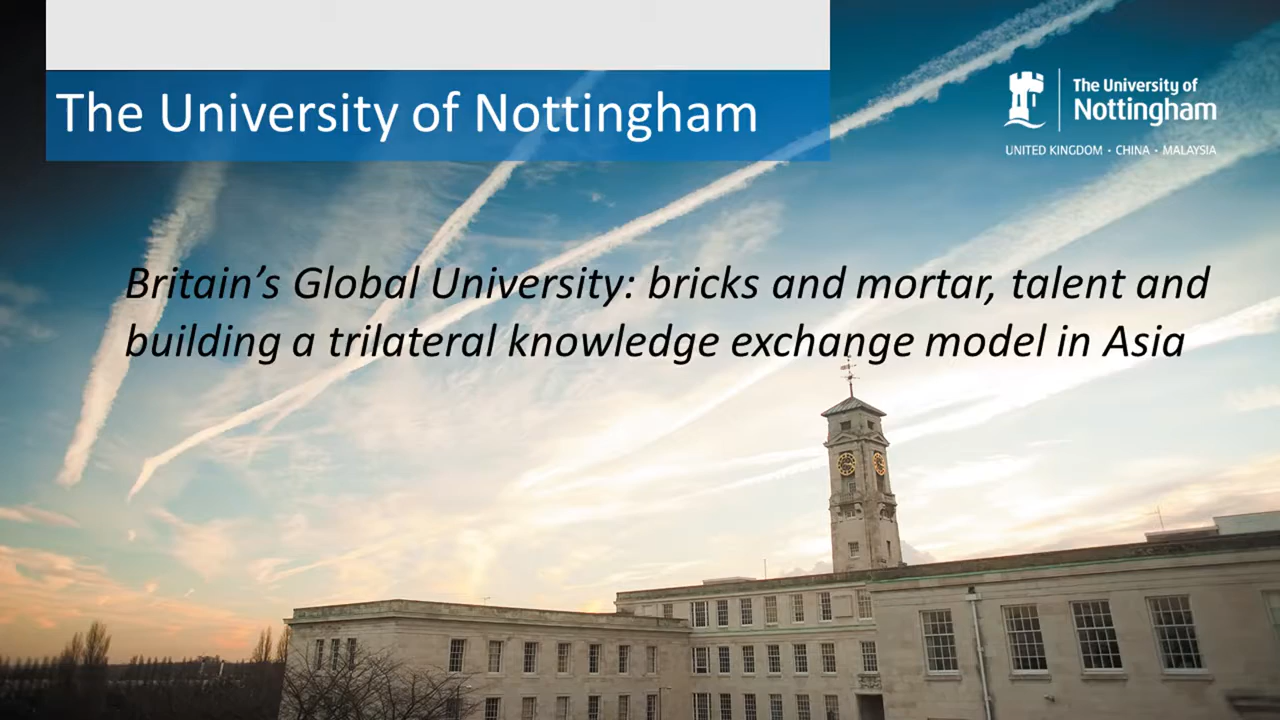 The University of Nottingham
The University of
Nottingham
UNITED KINGDOM · CHINA · MALAYSIA
Britain’s Global University: bricks and mortar, talent and
building a trilateral knowledge exchange model in Asia